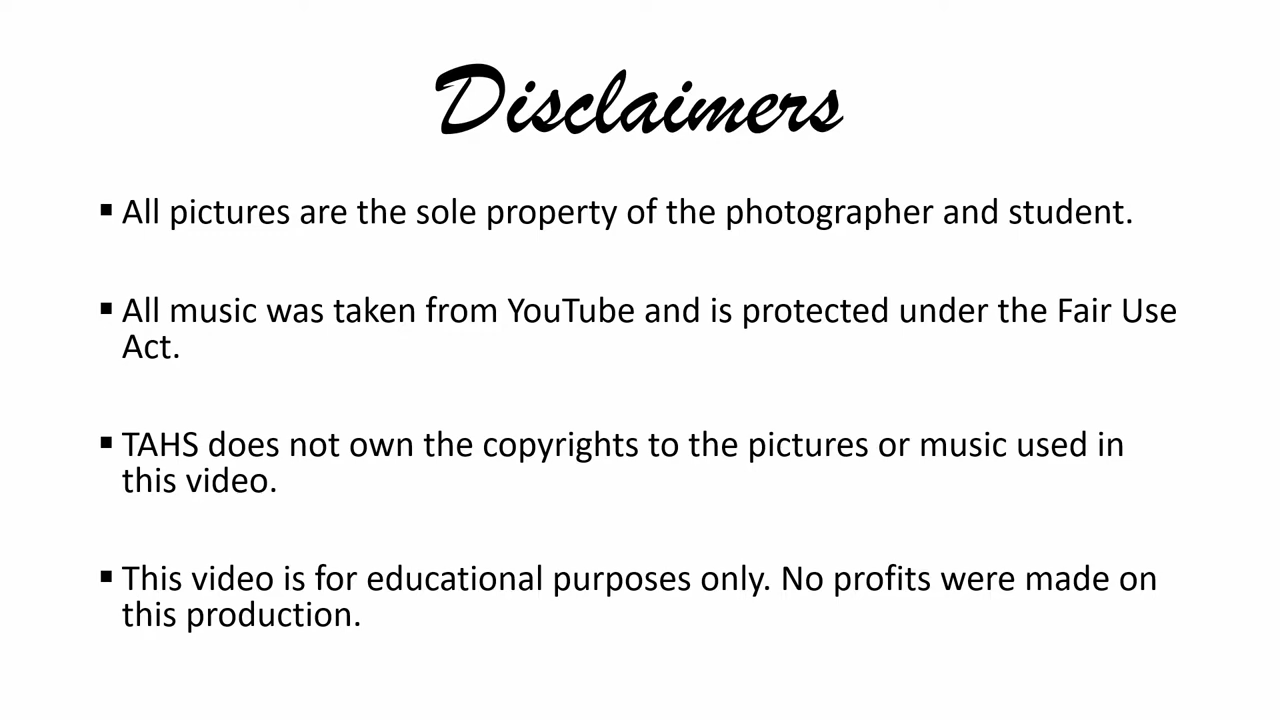 Disclaimers
▪ All pictures are the sole property of the photographer and student.
▪ All music was taken from YouTube and is protected under the Fair Use
Act.
▪ TAHS does not own the copyrights to the pictures or music used in
this video.
▪ This video is for educational purposes only. No profits were made on
this production.